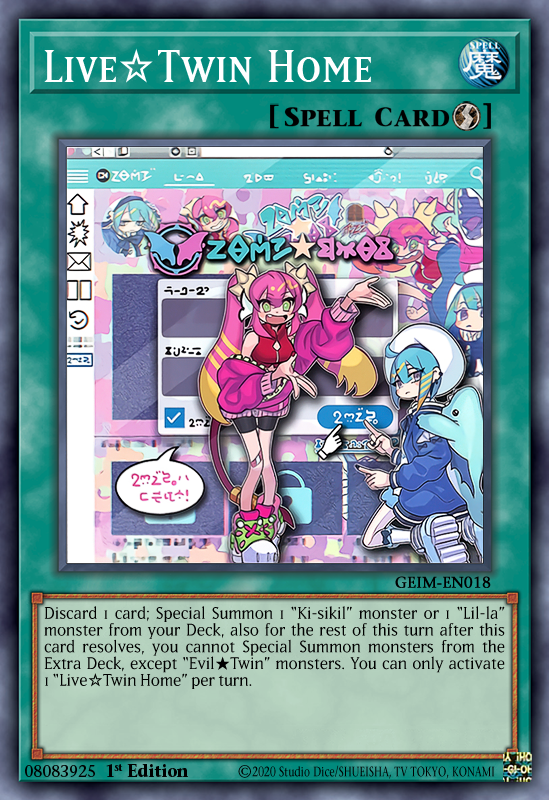 LIVE☆TWIN HOME
SPELL
魔
[SPELL CARD]
GEIM-EN018
Discard 1 card; Special Summon 1 "Ki-sikil" monster or 1 "Lil-la"
monster from your Deck, also for the rest of this turn after this
card resolves, you cannot Special Summon monsters from the
Extra Deck, except "Evil★Twin" monsters. You can only activate
1 "Live☆Twin Home" per turn.
08083925 1st Edition ©2020 Studio Dice/SHUEISHA, TV TOKYO, KONAMI